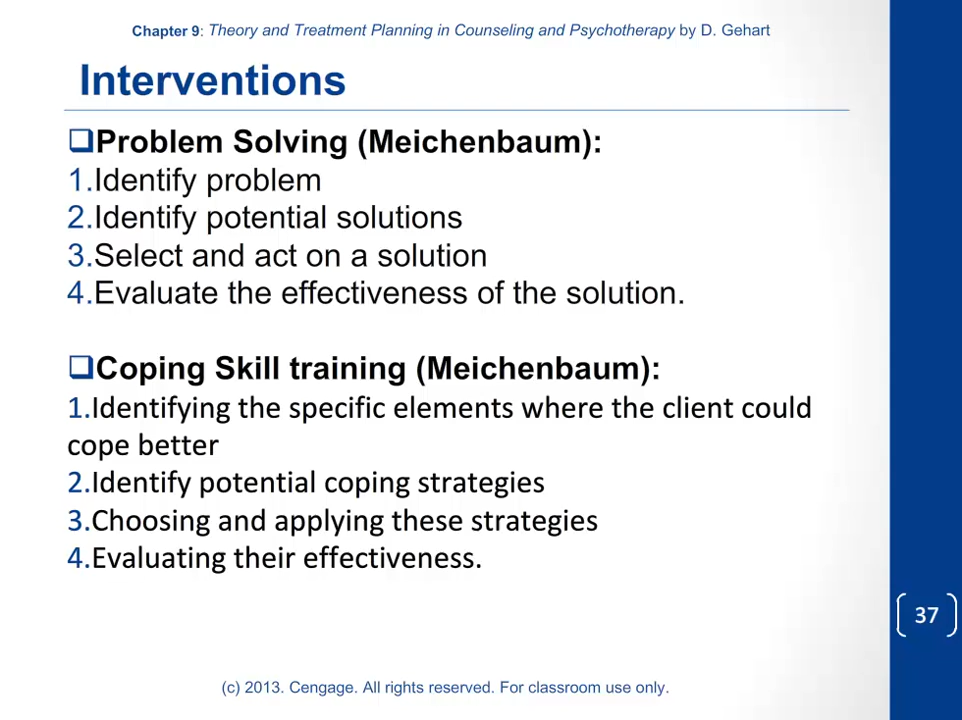 Chapter 9: Theory and Treatment Planning in Counseling and Psychotherapy by D. Gehart
Interventions
❑Problem Solving (Meichenbaum):
1.Identify problem
2.Identify potential solutions
3.Select and act on a solution
4.Evaluate the effectiveness of the solution.
❑Coping Skill training (Meichenbaum):
1.Identifying the specific elements where the client could
cope better
2.Identify potential coping strategies
3.Choosing and applying these strategies
4.Evaluating their effectiveness.
37
(c) 2013. Cengage. All rights reserved. For classroom use only.